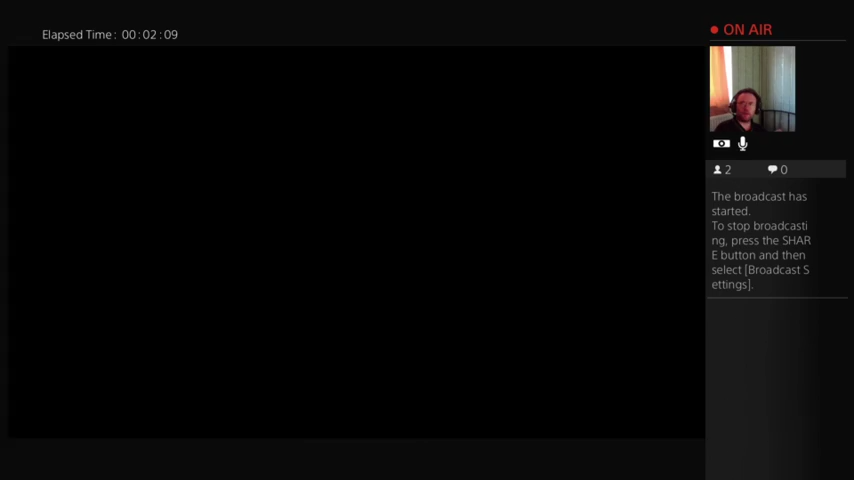 Elapsed Time: 00:02:09
ON AIR
2
0
The broadcast has
started.
To stop broadcasti
ng, press the SHAR
E button and then
select [Broadcast S
ettings].